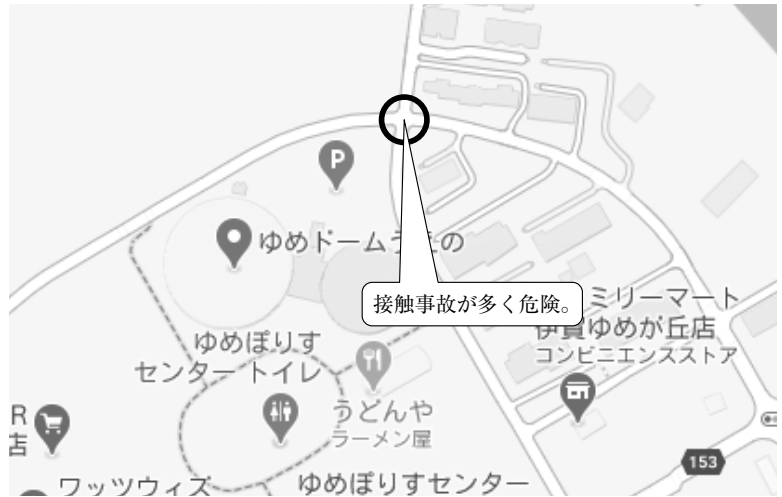 P
ゆめドームうえの
接触事故が多く危険。
ミリーマート
伊賀ゆめが丘店
コンビニエンスストア
ゆめぽりす
センタートイレ
うどんや
ラーメン屋
R
店
153
ワッツウィズ
ゆめぽりすセンター